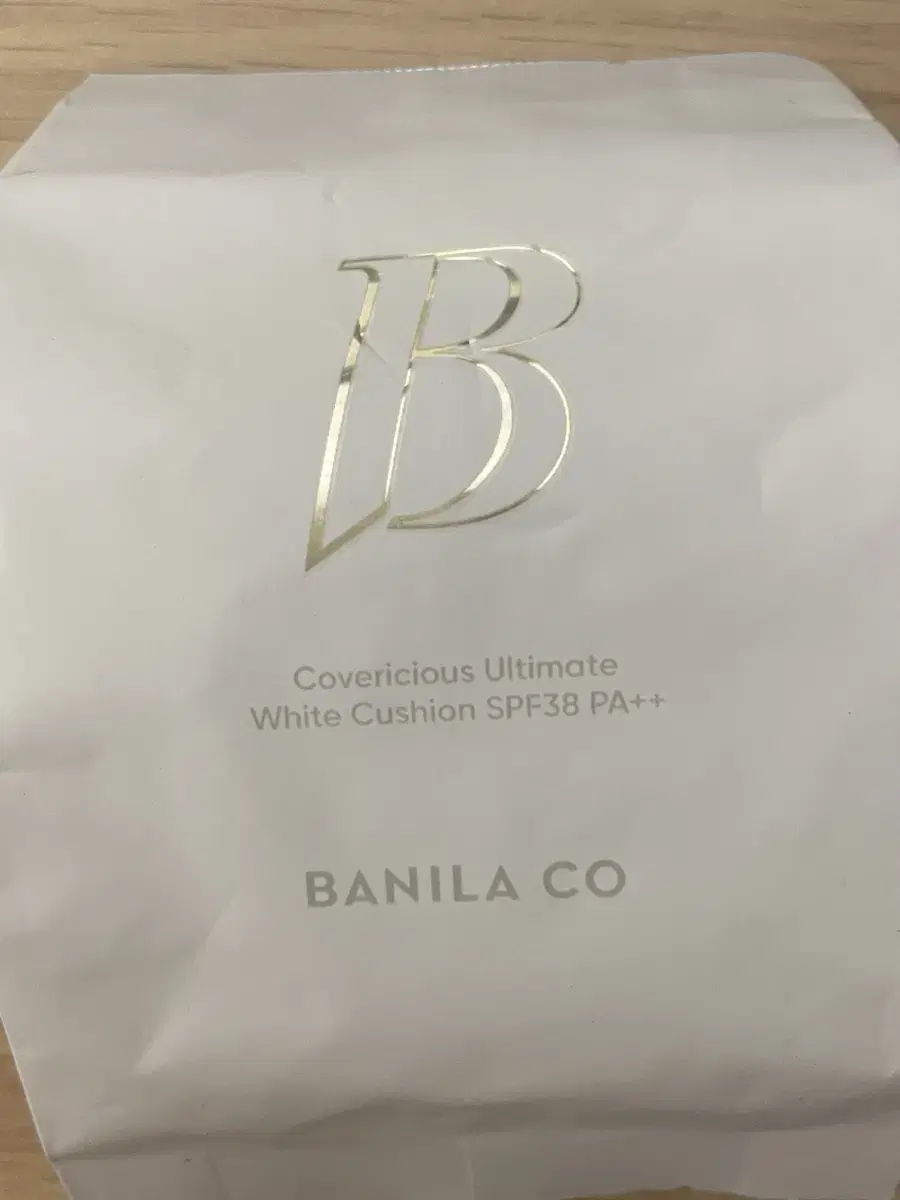 B
Covericious Ultimate
White Cushion SPF38 PA++
BANILA CO